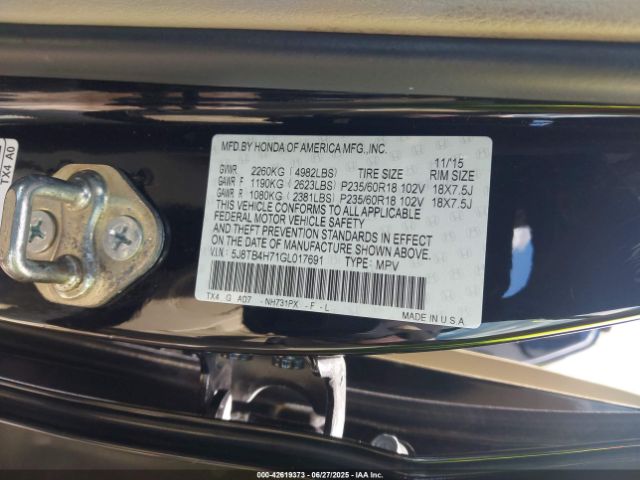 TX4 A0
MFD.BY HONDA OF AMERICA MFG.,INC.
11/15
GVWR 2260KG (4982LBS) TIRE SIZE RIM SIZE
GAWR F 1190KG (2623LBS) P235/60R18 102V 18X7.5J
GAWR R 1080KG (2381LBS) P235/60R18 102V 18X7.5J
THIS VEHICLE CONFORMS TO ALL APPLICABLE
FEDERAL MOTOR VEHICLE SAFETY
AND THEFT PREVENTION STANDARDS IN EFFECT
ON THE DATE OF MANUFACTURE SHOWN ABOVE.
V.I.N.: 5J8TB4H71GL017691 TYPE: MPV
TX4 G A07 -NH731PX -F -L
MADE IN U.S.A.
000-42619373 | 06/27/2025 | IAA Inc.